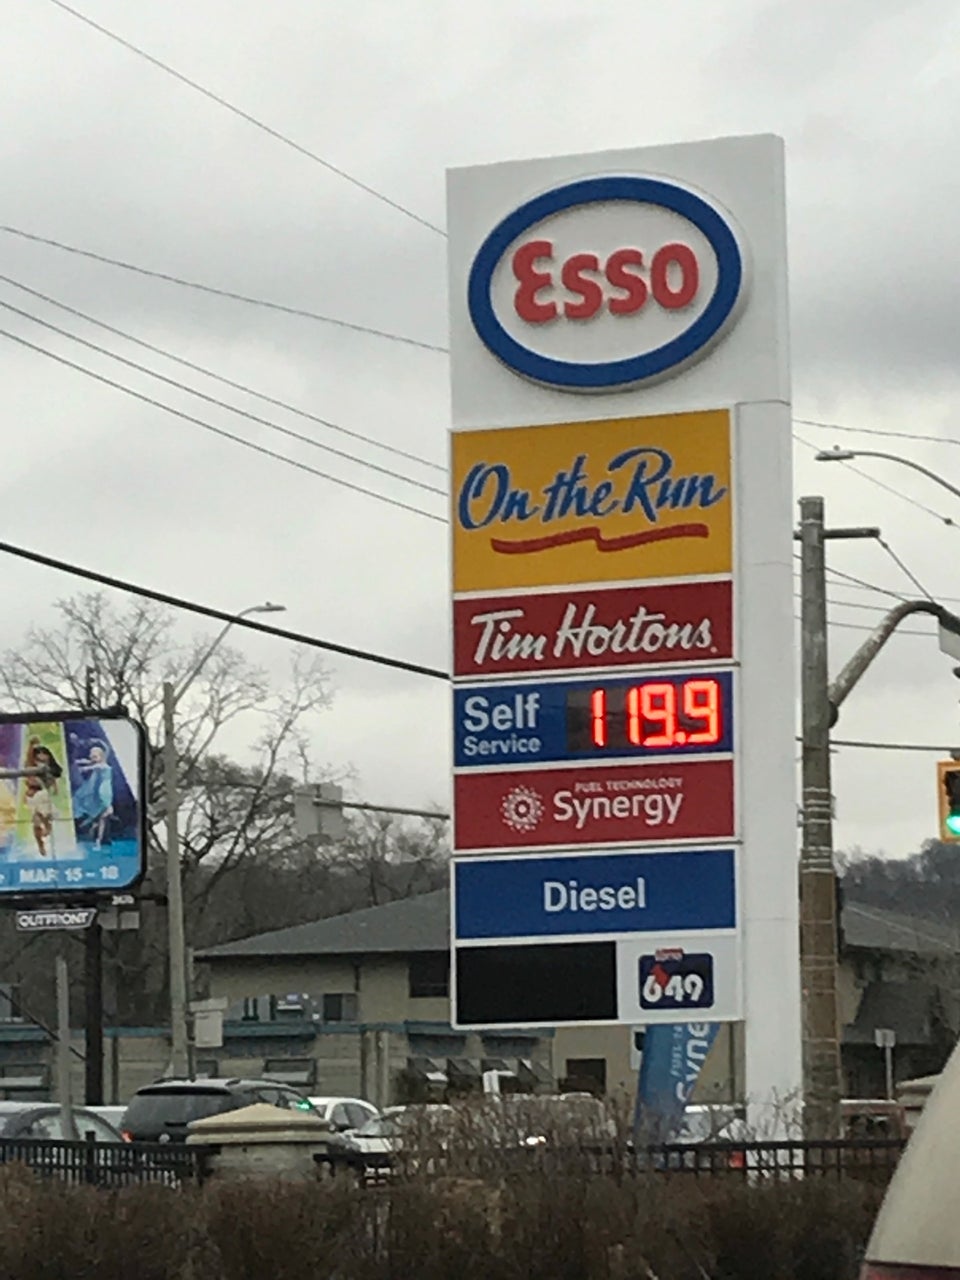 Esso
On the Run
Tim Hortons.
Self
Service
119.9
FUEL TECHNOLOGY
Synergy
Diesel
649
MAR 15 - 18
OUTFRONT